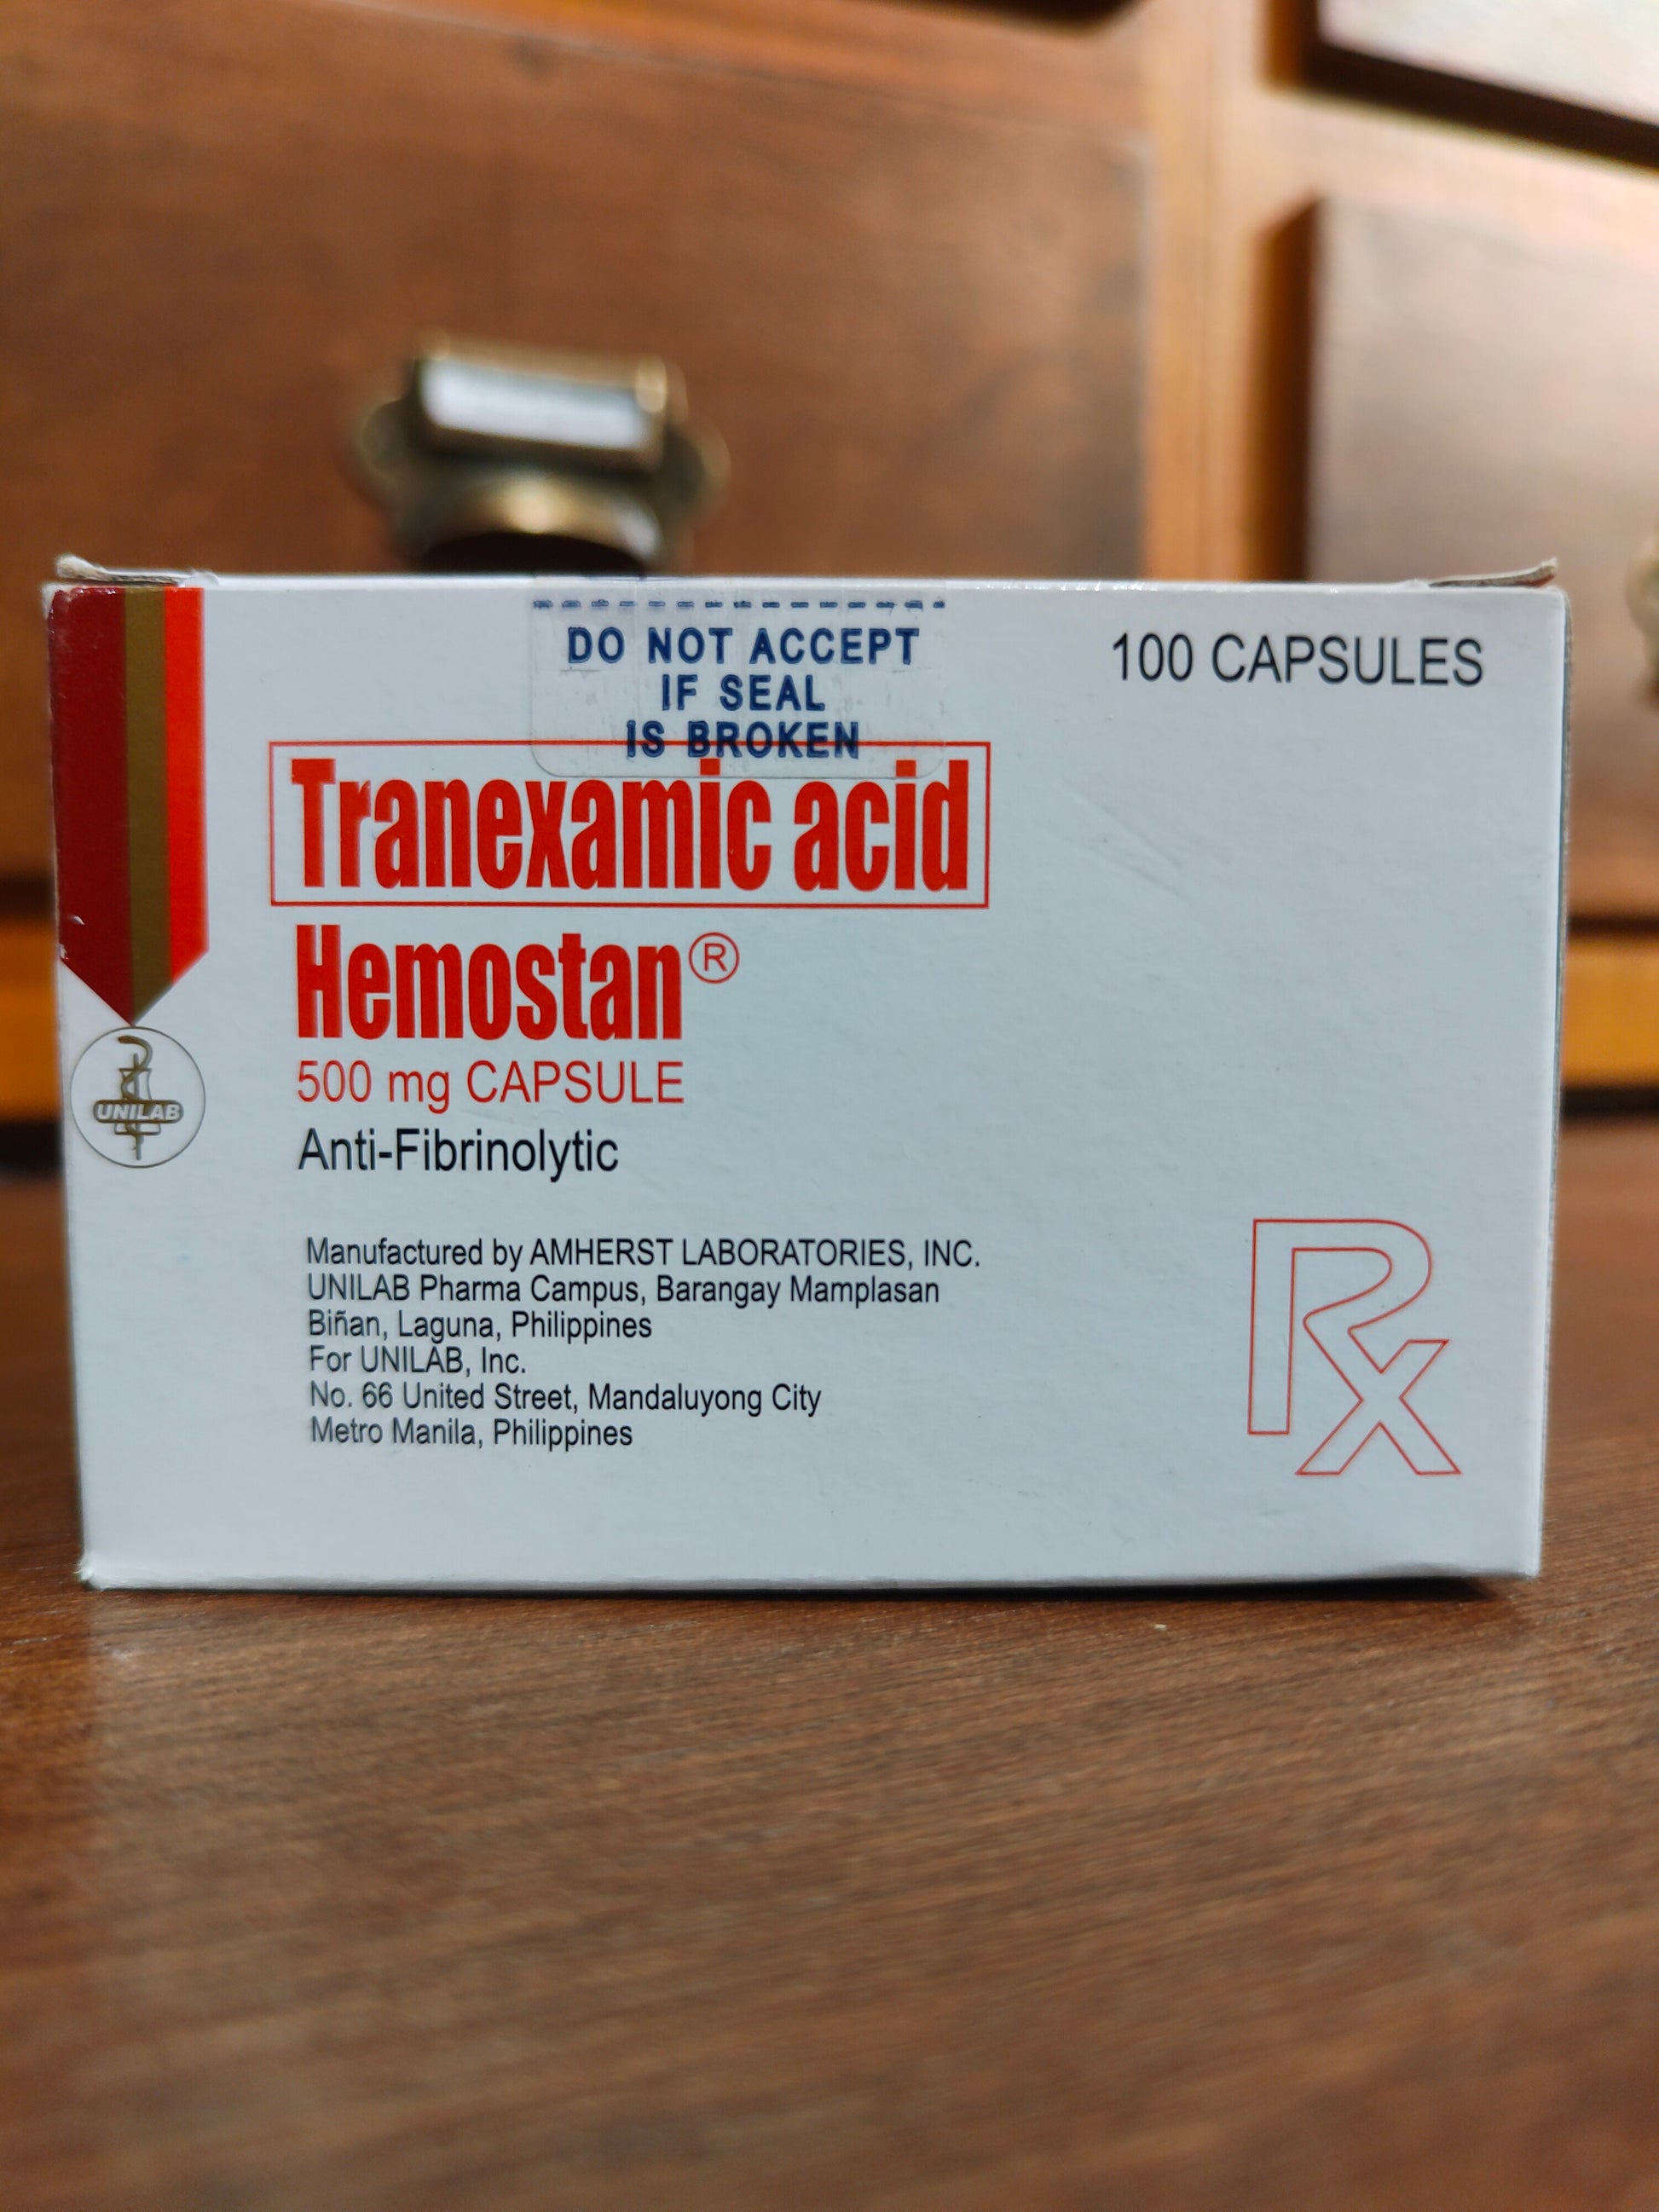 DO NOT ACCEPT
IF SEAL
IS BROKEN
100 CAPSULES
Tranexamic acid
Hemostan®
500 mg CAPSULE
Anti-Fibrinolytic
UNILAB
Manufactured by AMHERST LABORATORIES, INC.
UNILAB Pharma Campus, Barangay Mamplasan
Biñan, Laguna, Philippines
For UNILAB, Inc.
No. 66 United Street, Mandaluyong City
Metro Manila, Philippines
Rx